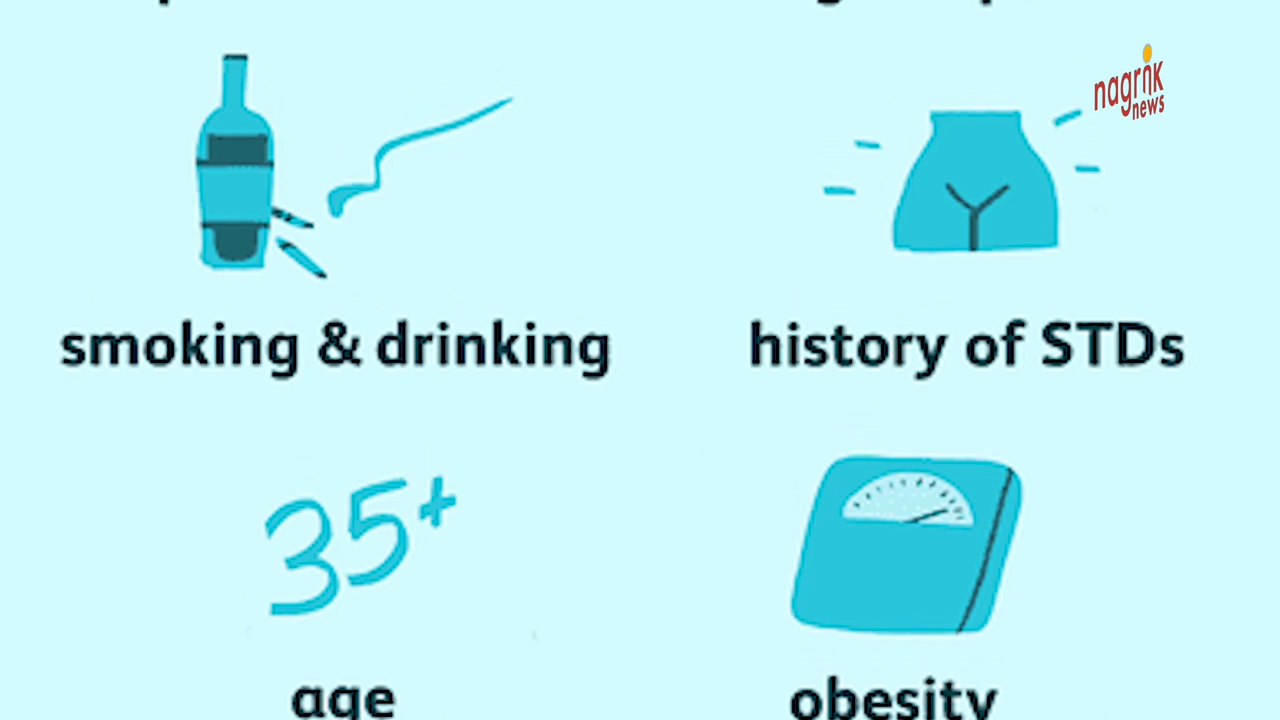 nagrik
news
smoking & drinking
history of STDs
35+
age
obesity